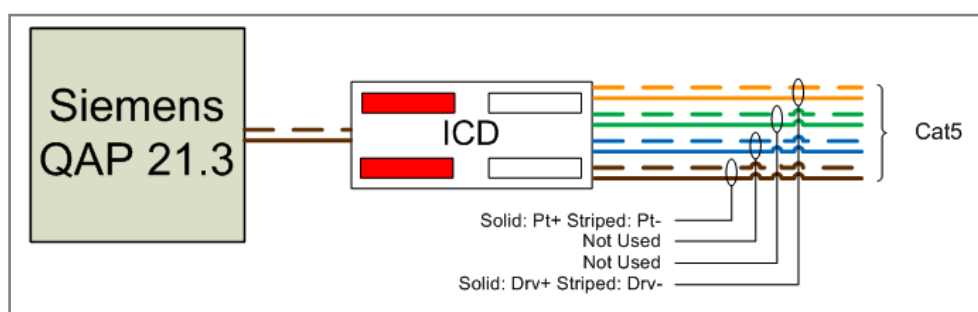 Siemens
QAP 21.3
ICD
Cat5
Solid: Pt+ Striped: Pt-
Not Used
Not Used
Solid: Drv+ Striped: Drv-